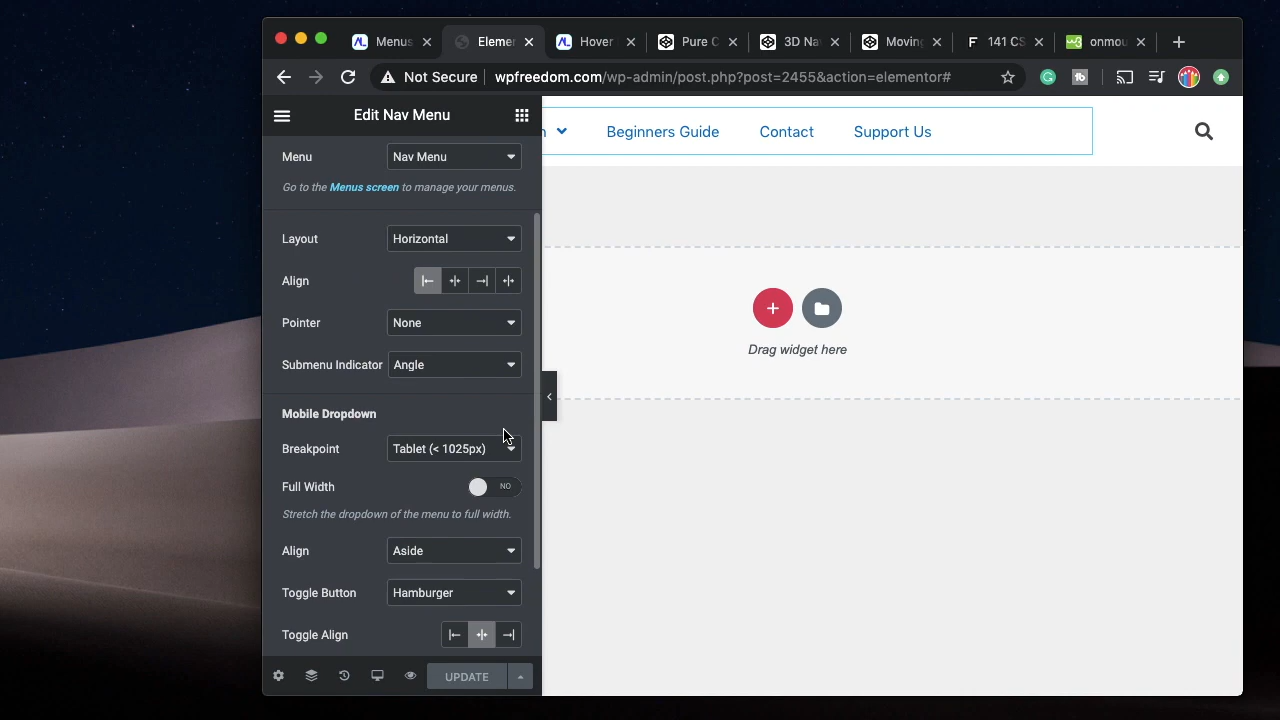 Menus
Elemer
Hover
Pure C
3D Na
Moving
141 CS
onmou
Not Secure
wpfreedom.com/wp-admin/post.php?post=2455&action=elementor#
Edit Nav Menu
Menu
Nav Menu
Go to the Menus screen to manage your menus.
Layout
Horizontal
Align
Pointer
None
Submenu Indicator
Angle
Mobile Dropdown
Breakpoint
Tablet (< 1025px)
Full Width
NO
Stretch the dropdown of the menu to full width.
Align
Aside
Toggle Button
Hamburger
Toggle Align
UPDATE
Beginners Guide
Contact
Support Us
Drag widget here